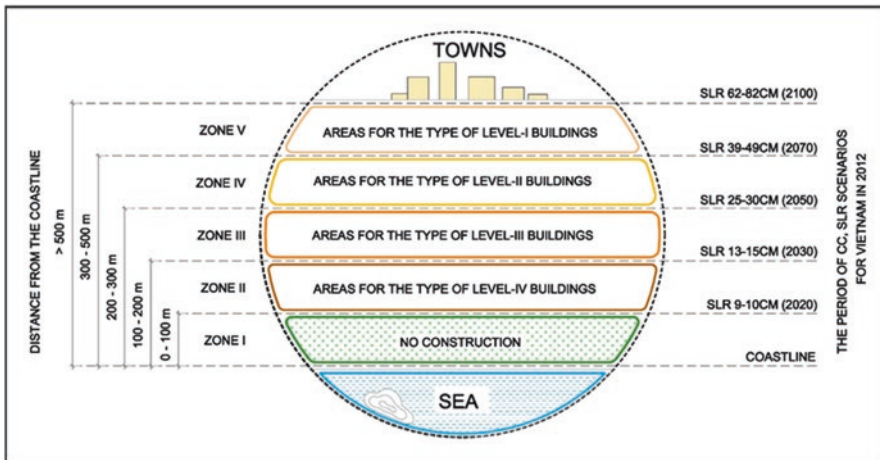 TOWNS
SLR 62-82CM (2100)
ZONE V
AREAS FOR THE TYPE OF LEVEL-I BUILDINGS
SLR 39-49CM (2070)
ZONE IV
AREAS FOR THE TYPE OF LEVEL-II BUILDINGS
SLR 25-30CM (2050)
ZONE III
AREAS FOR THE TYPE OF LEVEL-III BUILDINGS
SLR 13-15CM (2030)
ZONE II
AREAS FOR THE TYPE OF LEVEL-IV BUILDINGS
SLR 9-10CM (2020)
ZONE I
NO CONSTRUCTION
COASTLINE
SEA
DISTANCE FROM THE COASTLINE
> 500 m
300 - 500 m
200 - 300 m
100 - 200 m
0 - 100 m
THE PERIOD OF CC, SLR SCENARIOS
FOR VIETNAM IN 2012